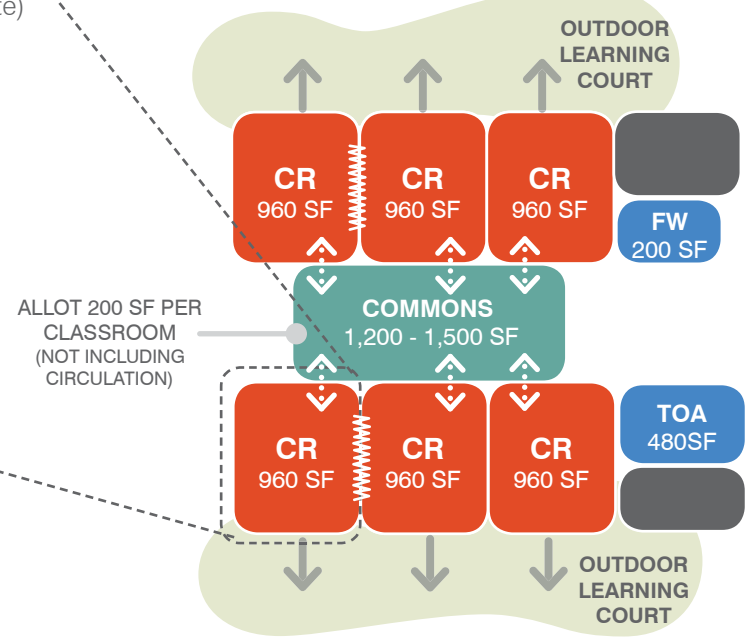 OUTDOOR
LEARNING
COURT
CR
960 SF
CR
960 SF
CR
960 SF
FW
200 SF
ALLOT 200 SF PER
CLASSROOM
(NOT INCLUDING
CIRCULATION)
COMMONS
1,200 - 1,500 SF
CR
960 SF
CR
960 SF
CR
960 SF
TOA
480SF
OUTDOOR
LEARNING
COURT